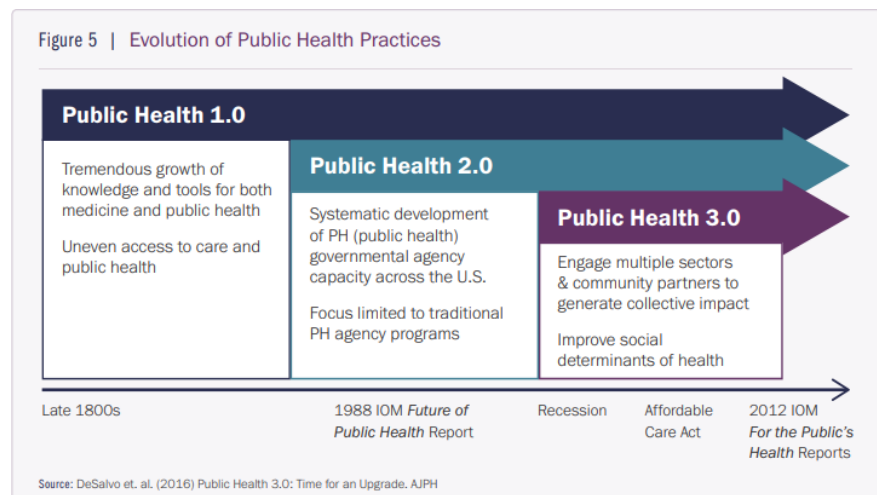 Figure 5 | Evolution of Public Health Practices
Public Health 1.0
Tremendous growth of
knowledge and tools for both
medicine and public health
Uneven access to care and
public health
Public Health 2.0
Systematic development
of PH (public health)
governmental agency
capacity across the U.S.
Focus limited to traditional
PH agency programs
Public Health 3.0
Engage multiple sectors
& community partners to
generate collective impact
Improve social
determinants of health
Late 1800s
1988 IOM Future of
Public Health Report
Recession
Affordable
Care Act
2012 IOM
For the Public's
Health Reports
Source: DeSalvo et. al. (2016) Public Health 3.0: Time for an Upgrade. AJPH